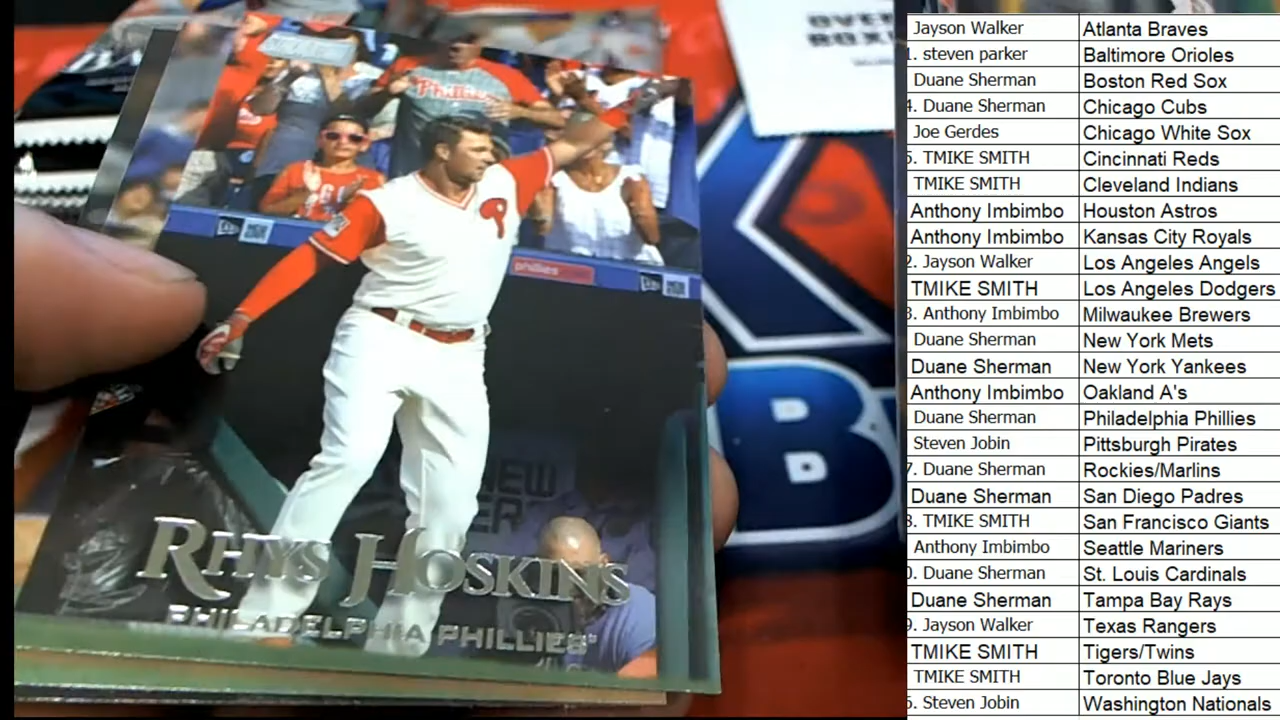 Phillies
phillies
NEW
RHYS HOSKINS
PHILADELPHIA PHILLIES
Jayson Walker Atlanta Braves
1. steven parker Baltimore Orioles
Duane Sherman Boston Red Sox
4. Duane Sherman Chicago Cubs
Joe Gerdes Chicago White Sox
5. TMIKE SMITH Cincinnati Reds
TMIKE SMITH Cleveland Indians
Anthony Imbimbo Houston Astros
Anthony Imbimbo Kansas City Royals
2. Jayson Walker Los Angeles Angels
TMIKE SMITH Los Angeles Dodgers
3. Anthony Imbimbo Milwaukee Brewers
Duane Sherman New York Mets
Duane Sherman New York Yankees
Anthony Imbimbo Oakland A's
Duane Sherman Philadelphia Phillies
Steven Jobin Pittsburgh Pirates
7. Duane Sherman Rockies/Marlins
Duane Sherman San Diego Padres
8. TMIKE SMITH San Francisco Giants
Anthony Imbimbo Seattle Mariners
0. Duane Sherman St. Louis Cardinals
Duane Sherman Tampa Bay Rays
9. Jayson Walker Texas Rangers
TMIKE SMITH Tigers/Twins
TMIKE SMITH Toronto Blue Jays
6. Steven Jobin Washington Nationals